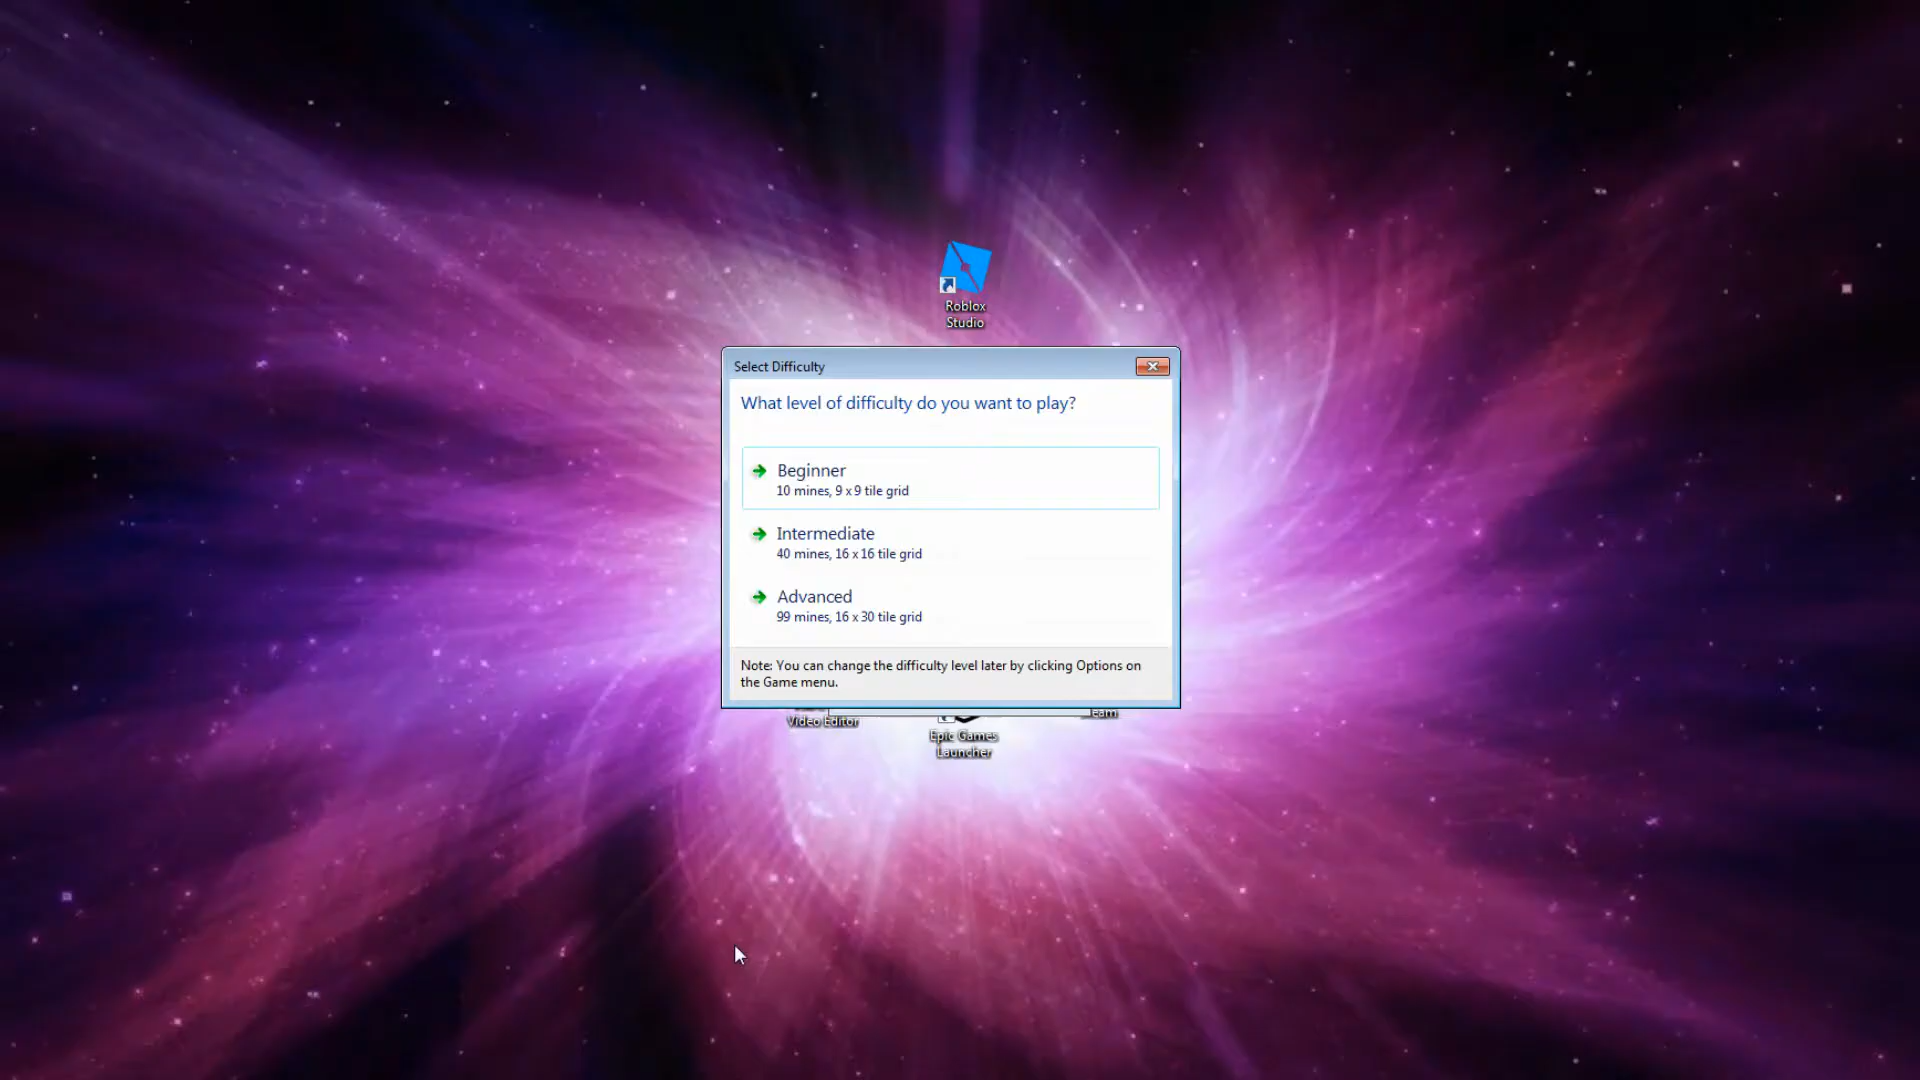 Roblox
Studio
Select Difficulty
What level of difficulty do you want to play?
Beginner
10 mines, 9 x 9 tile grid
Intermediate
40 mines, 16 x 16 tile grid
Advanced
99 mines, 16 x 30 tile grid
Note: You can change the difficulty level later by clicking Options on
the Game menu.
Video Editor
Epic Games
Launcher